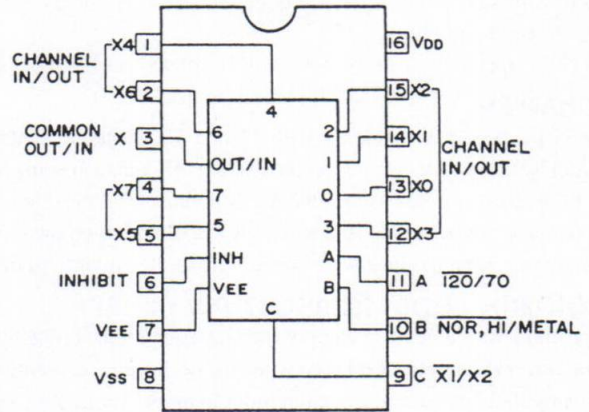 X4 1
CHANNEL
IN/OUT
X6 2
COMMON
OUT/IN X 3
X7 4
X5 5
INHIBIT 6
VEE 7
VSS 8
4
6
OUT/IN
7
5
INH
VEE
C
2
1
0
3
A
B
16 VDD
15 X2
14 X1
CHANNEL
IN/OUT
13 X0
12 X3
11 A 120/70
10 B NOR,HI/METAL
9 C X1/X2